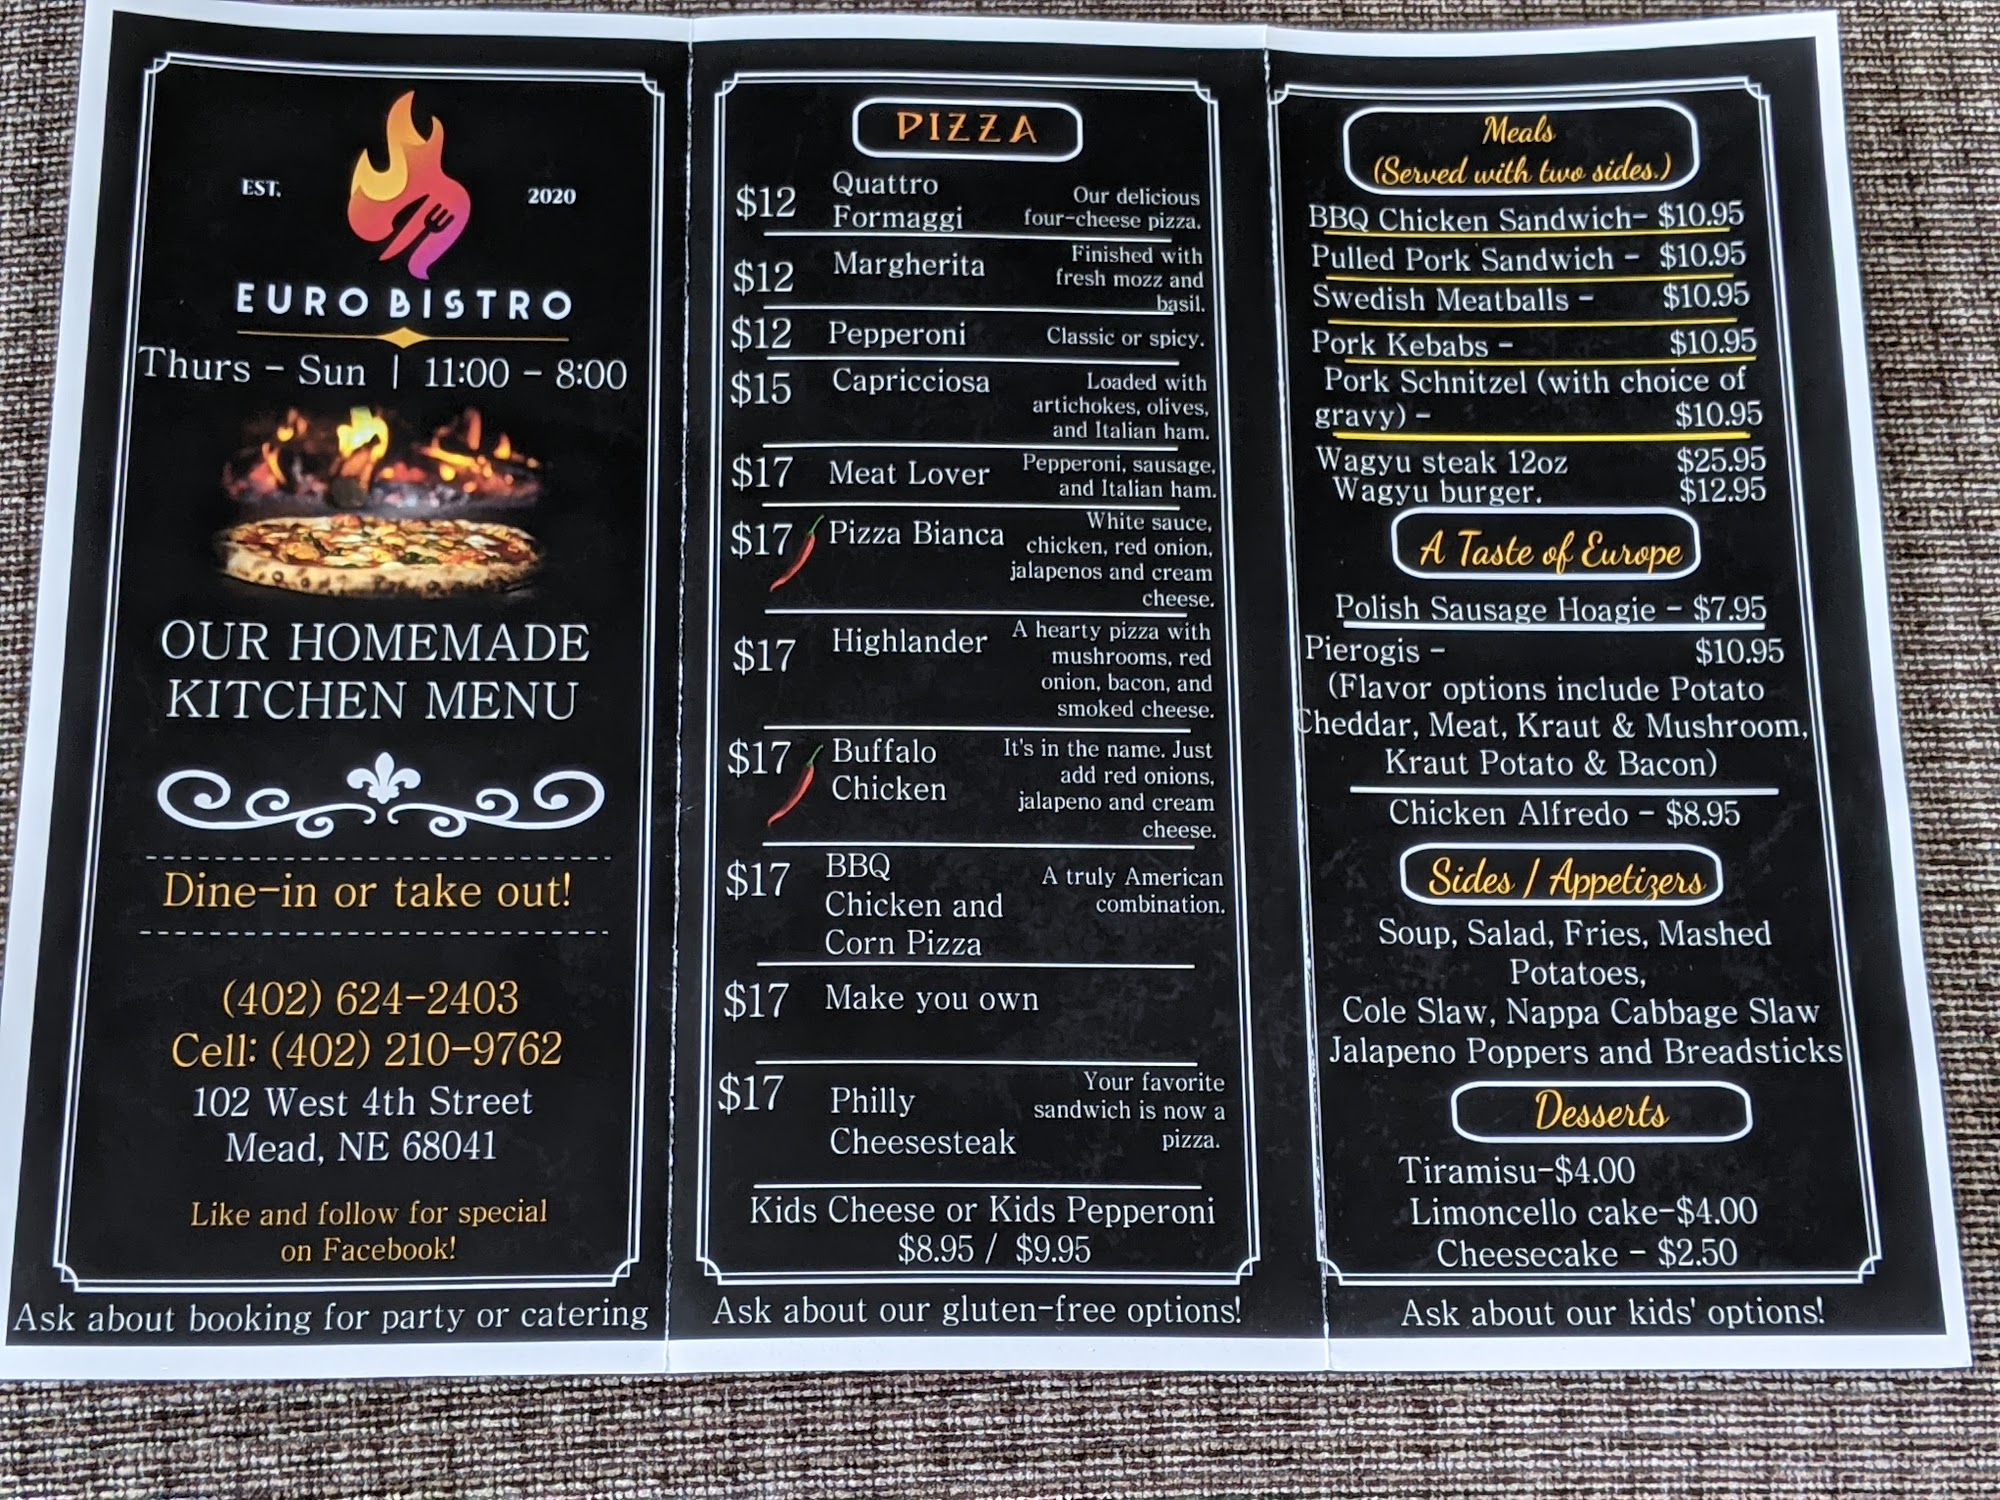 EST. 2020
EURO BISTRO
Thurs - Sun | 11:00 - 8:00
OUR HOMEMADE
KITCHEN MENU
Dine-in or take out!
(402) 624-2403
Cell: (402) 210-9762
102 West 4th Street
Mead, NE 68041
Like and follow for special
on Facebook!
Ask about booking for party or catering
PIZZA
$12 Quattro Formaggi
Our delicious
four-cheese pizza.
$12 Margherita
Finished with
fresh mozz and
basil.
$12 Pepperoni Classic or spicy.
$15 Capricciosa
Loaded with
artichokes, olives,
and Italian ham.
$17 Meat Lover
Pepperoni, sausage,
and Italian ham.
$17 Pizza Bianca
White sauce,
chicken, red onion,
jalapenos and cream
cheese.
$17 Highlander
A hearty pizza with
mushrooms, red
onion, bacon, and
smoked cheese.
$17 Buffalo
Chicken
It's in the name. Just
add red onions,
jalapeno and cream
cheese.
$17 BBQ
Chicken and
Corn Pizza
A truly American
combination.
$17 Make you own
$17 Philly
Cheesesteak
Your favorite
sandwich is now a
pizza.
Kids Cheese or Kids Pepperoni
$8.95 / $9.95
Ask about our gluten-free options!
Meals
(Served with two sides.)
BBQ Chicken Sandwich- $10.95
Pulled Pork Sandwich - $10.95
Swedish Meatballs - $10.95
Pork Kebabs - $10.95
Pork Schnitzel (with choice of
gravy) - $10.95
Wagyu steak 12oz $25.95
Wagyu burger. $12.95
A Taste of Europe
Polish Sausage Hoagie - $7.95
Pierogis - $10.95
(Flavor options include Potato
Cheddar, Meat, Kraut & Mushroom,
Kraut Potato & Bacon)
Chicken Alfredo - $8.95
Sides / Appetizers
Soup, Salad, Fries, Mashed
Potatoes,
Cole Slaw, Nappa Cabbage Slaw
Jalapeno Poppers and Breadsticks
Desserts
Tiramisu-$4.00
Limoncello cake-$4.00
Cheesecake - $2.50
Ask about our kids' options!